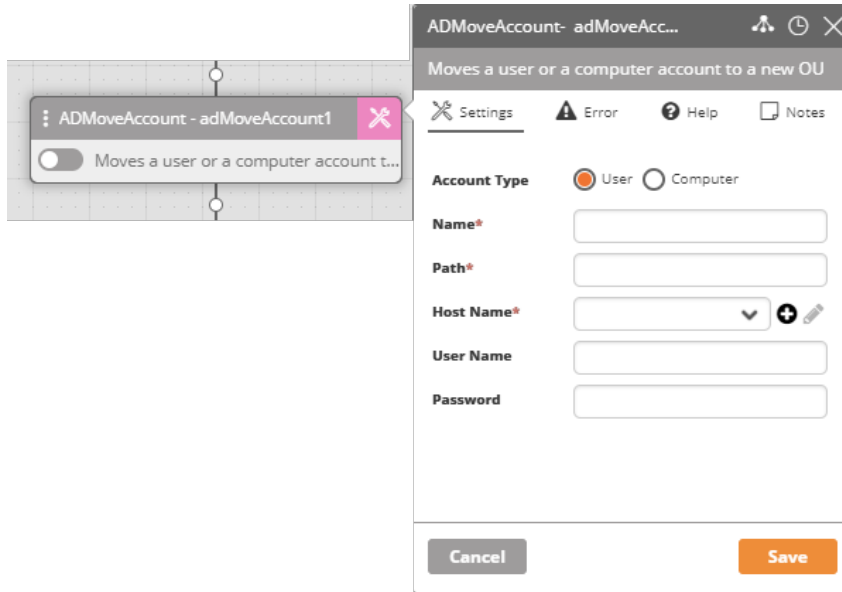 ADMoveAccount - adMoveAccount1
Moves a user or a computer account t...
ADMoveAccount- adMoveAcc...
Moves a user or a computer account to a new OU
Settings Error Help Notes
Account Type User Computer
Name*
Path*
Host Name*
User Name
Password
Cancel Save